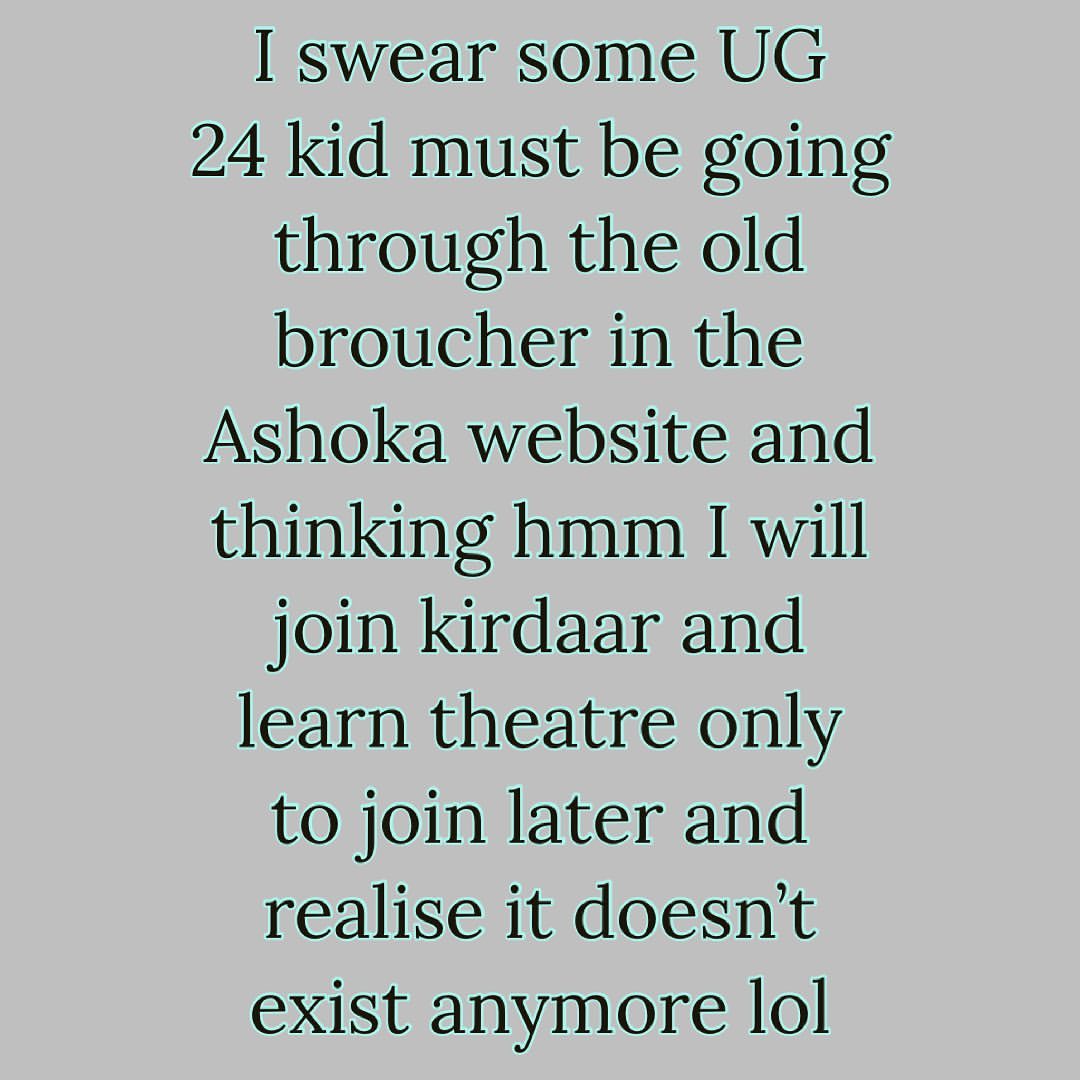 I swear some UG
24 kid must be going
through the old
broucher in the
Ashoka website and
thinking hmm I will
join kirdaar and
learn theatre only
to join later and
realise it doesn’t
exist anymore lol